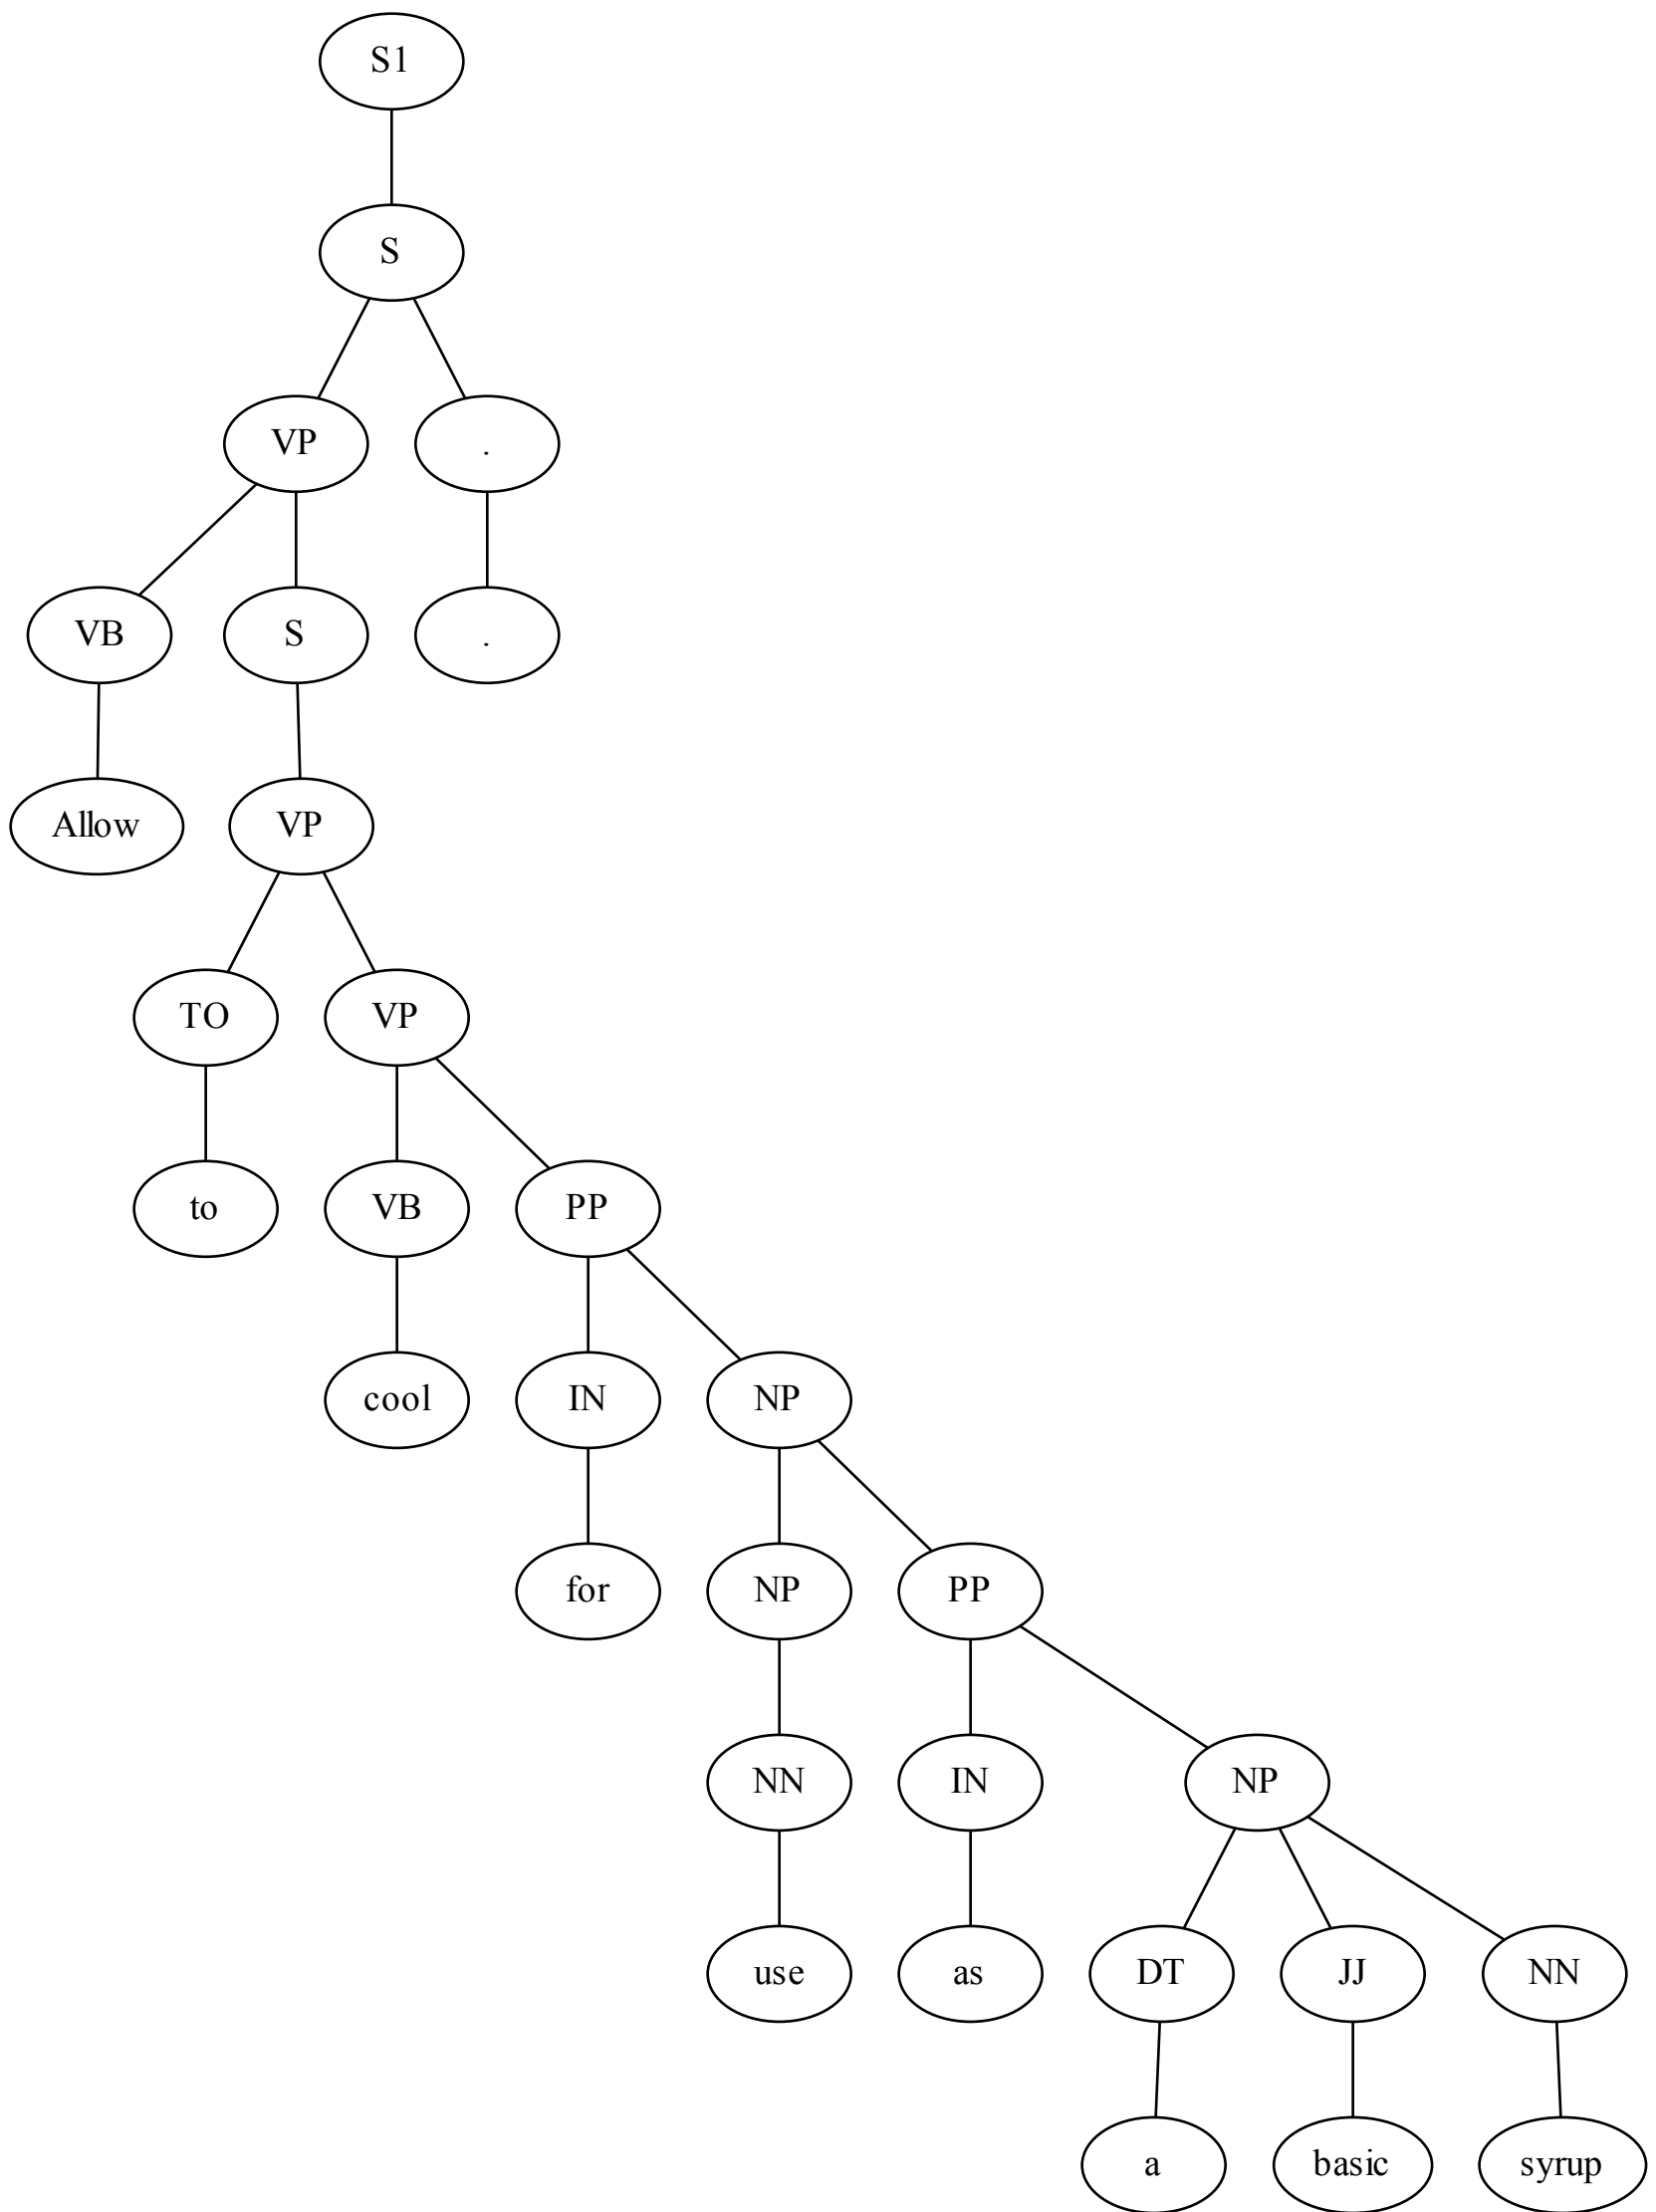 S1
S
VP .
VB S .
Allow VP
TO VP
to VB PP
cool IN NP
for NP PP
NN IN NP
use as DT JJ NN
a basic syrup